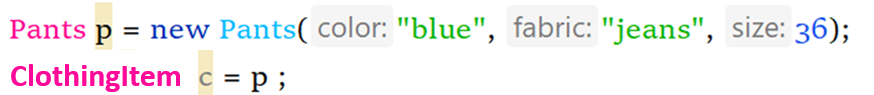 Pants p = new Pants( color: "blue", fabric: "jeans", size: 36);
ClothingItem c = p ;